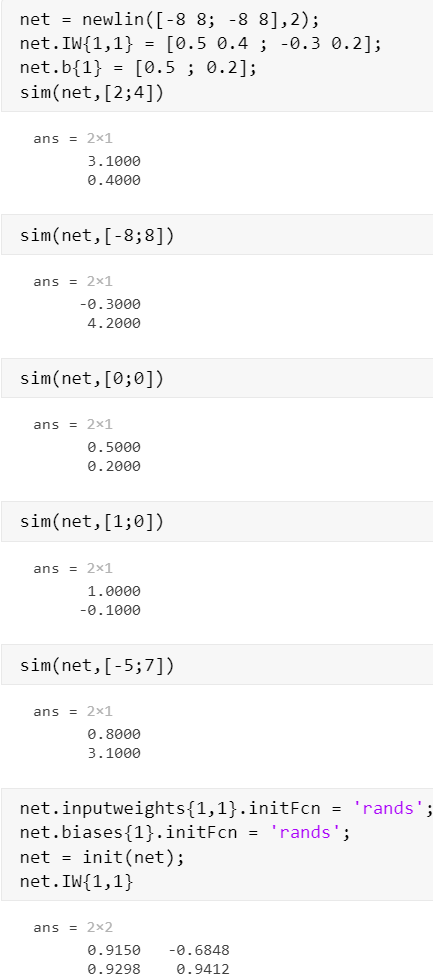 net = newlin([-8 8; -8 8],2);
net.IW{1,1} = [0.5 0.4 ; -0.3 0.2];
net.b{1} = [0.5 ; 0.2];
sim(net,[2;4])
ans = 2×1
3.1000
0.4000
sim(net,[-8;8])
ans = 2×1
-0.3000
4.2000
sim(net,[0;0])
ans = 2×1
0.5000
0.2000
sim(net,[1;0])
ans = 2×1
1.0000
-0.1000
sim(net,[-5;7])
ans = 2×1
0.8000
3.1000
net.inputweights{1,1}.initFcn = 'rands';
net.biases{1}.initFcn = 'rands';
net = init(net);
net.IW{1,1}
ans = 2×2
0.9150 -0.6848
0.9298 0.9412